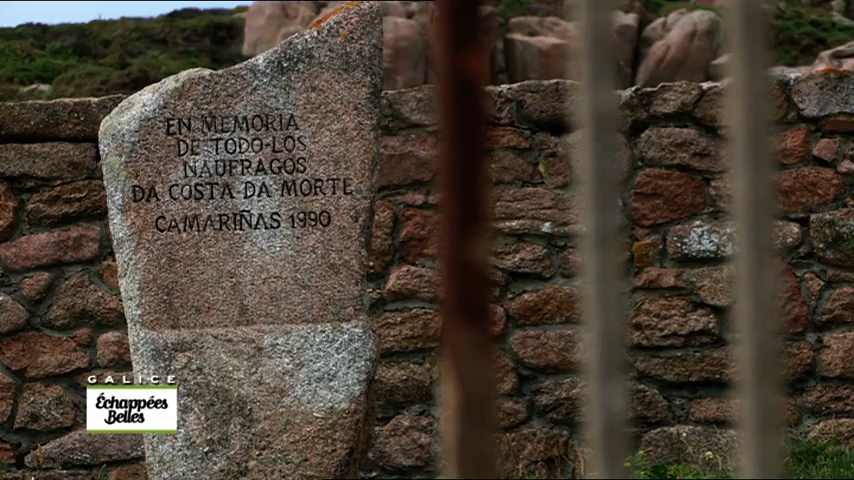 EN MEMORIA
DE TODO-LOS
NAUFRAGOS
DA COSTA DA MORTE
CAMARIÑAS 1990
GALICE
Échappées
Belles